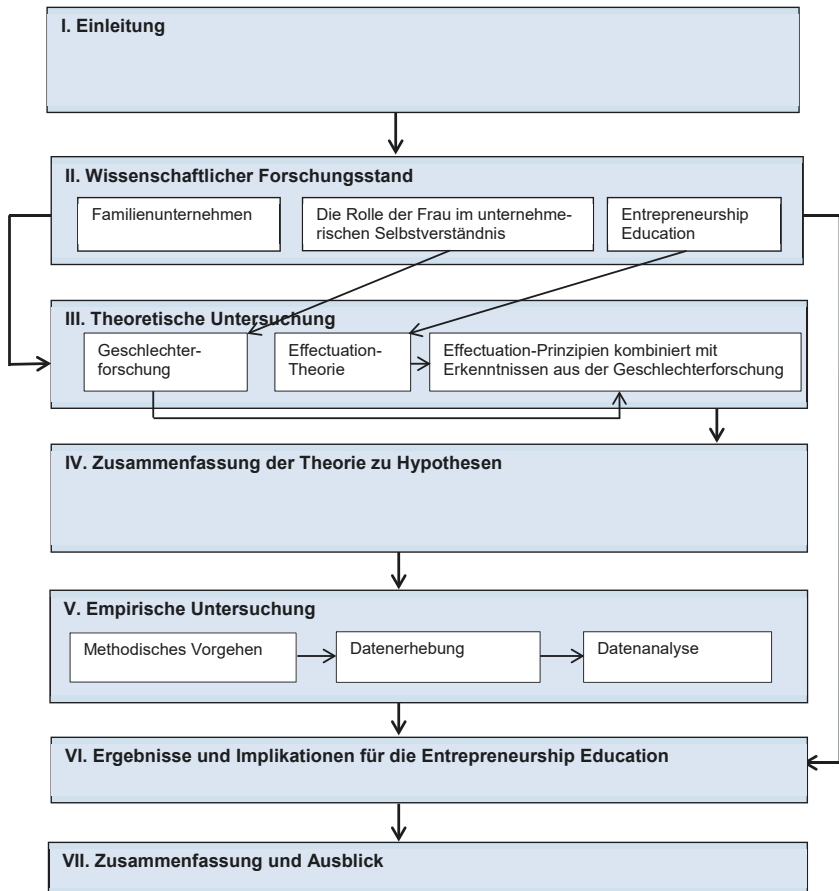 I. Einleitung
II. Wissenschaftlicher Forschungsstand
Familienunternehmen
Die Rolle der Frau im unternehme-
rischen Selbstverständnis
Entrepreneurship
Education
III. Theoretische Untersuchung
Geschlechter-
forschung
Effectuation-
Theorie
Effectuation-Prinzipien kombiniert mit
Erkenntnissen aus der Geschlechterforschung
IV. Zusammenfassung der Theorie zu Hypothesen
V. Empirische Untersuchung
Methodisches Vorgehen
Datenerhebung
Datenanalyse
VI. Ergebnisse und Implikationen für die Entrepreneurship Education
VII. Zusammenfassung und Ausblick